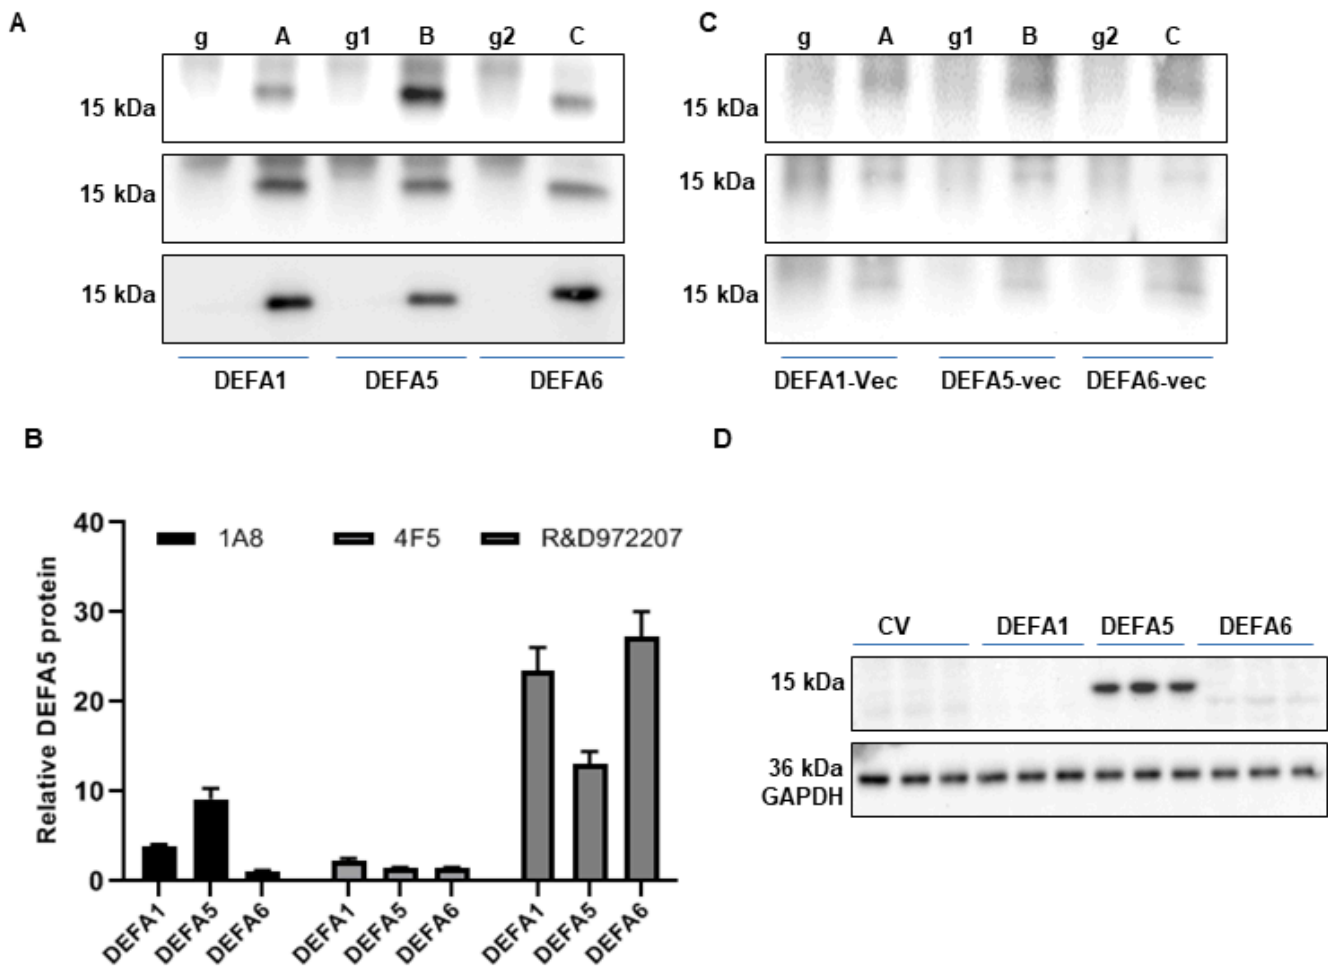 A
g A g1 B g2 C
15 kDa
15 kDa
15 kDa
DEFA1 DEFA5 DEFA6
C
g A g1 B g2 C
15 kDa
15 kDa
15 kDa
DEFA1-Vec DEFA5-vec DEFA6-vec
B
40
30
20
10
0
Relative DEFA5 protein
1A8 4F5 R&D972207
DEFA1 DEFA5 DEFA6 DEFA1 DEFA5 DEFA6 DEFA1 DEFA5 DEFA6
D
CV DEFA1 DEFA5 DEFA6
15 kDa
36 kDa
GAPDH